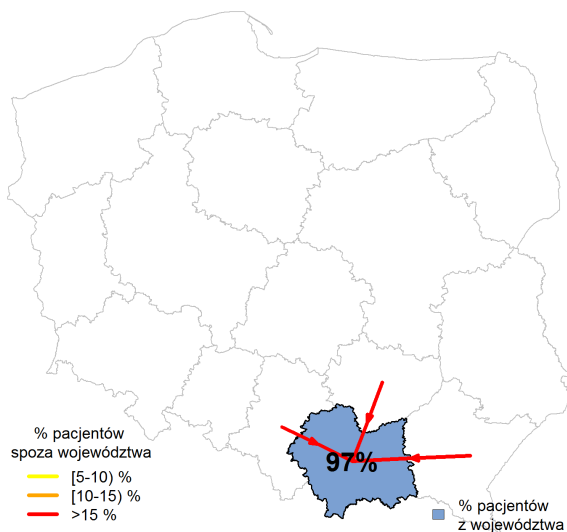 97%
% pacjentów
spoza województwa
[5-10) %
[10-15) %
>15 %
% pacjentów
z województwa